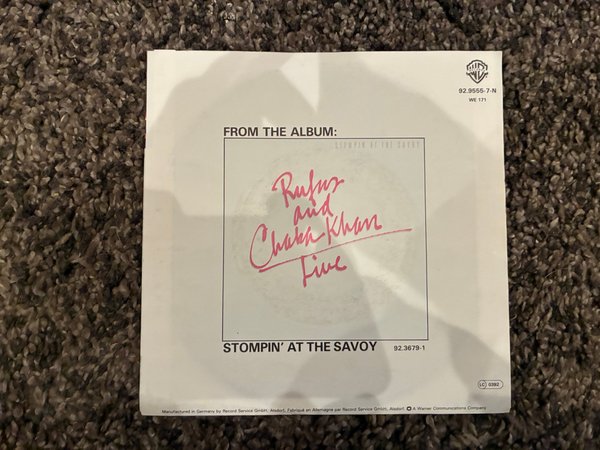 92.9555-7-N
WE 171
FROM THE ALBUM:
STOMPIN' AT THE SAVOY
Rufus
and
Chaka Khan
Live
STOMPIN' AT THE SAVOY 92.3679-1
LC 0392
Manufactured in Germany by Record Service GmbH, Alsdorf. Fabriqué en Allemagne par Record Service GmbH, Alsdorf. A Warner Communications Company